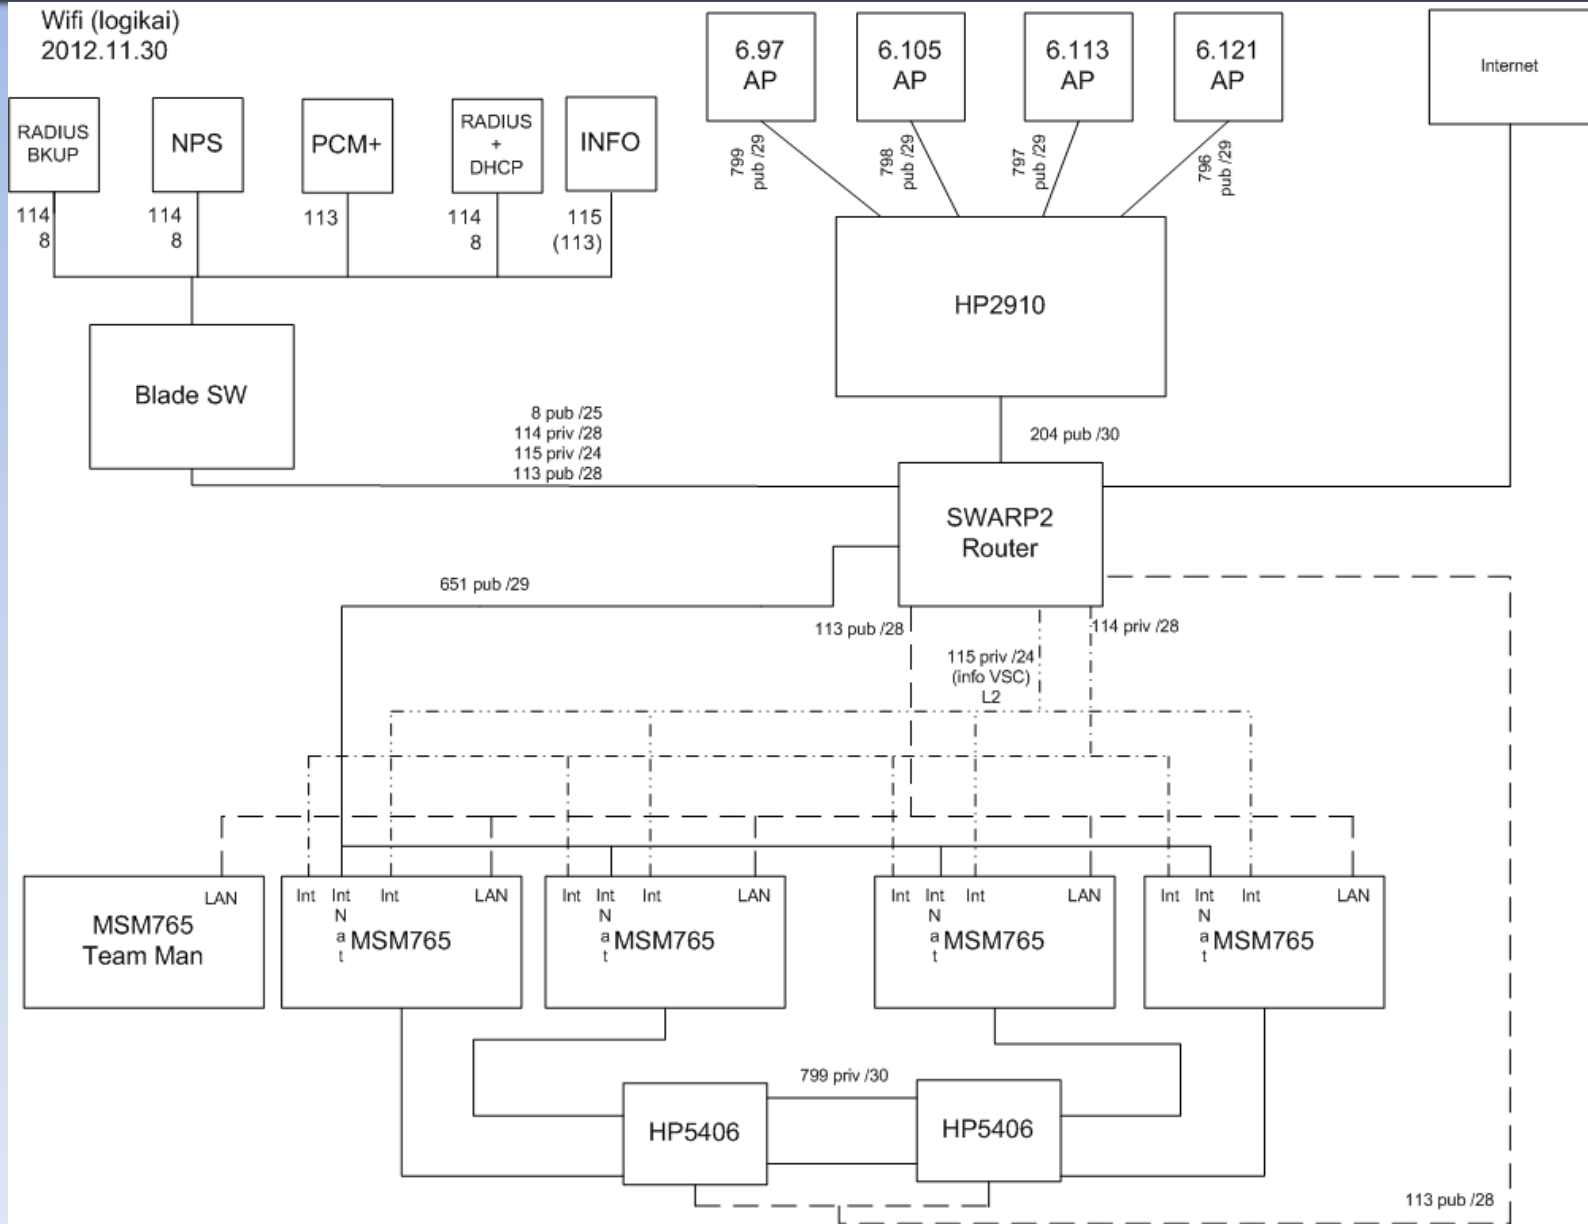 Wifi (logikai)
2012.11.30
6.97
AP
6.105
AP
6.113
AP
6.121
AP
Internet
RADIUS
BKUP
NPS
PCM+
RADIUS
+
DHCP
INFO
799
pub /29
798
pub /29
797
pub /29
796
pub /29
114
8
114
8
113
114
8
115
(113)
HP2910
Blade SW
8 pub /25
114 priv /28
115 priv /24
113 pub /28
204 pub /30
SWARP2
Router
651 pub /29
113 pub /28
114 priv /28
115 priv /24
(info VSC)
L2
LAN
MSM765
Team Man
Int
Int
N
a
t
Int
LAN
MSM765
Int
Int
N
a
t
Int
LAN
MSM765
Int
Int
N
a
t
Int
LAN
MSM765
Int
Int
N
a
t
Int
LAN
MSM765
799 priv /30
HP5406
HP5406
113 pub /28